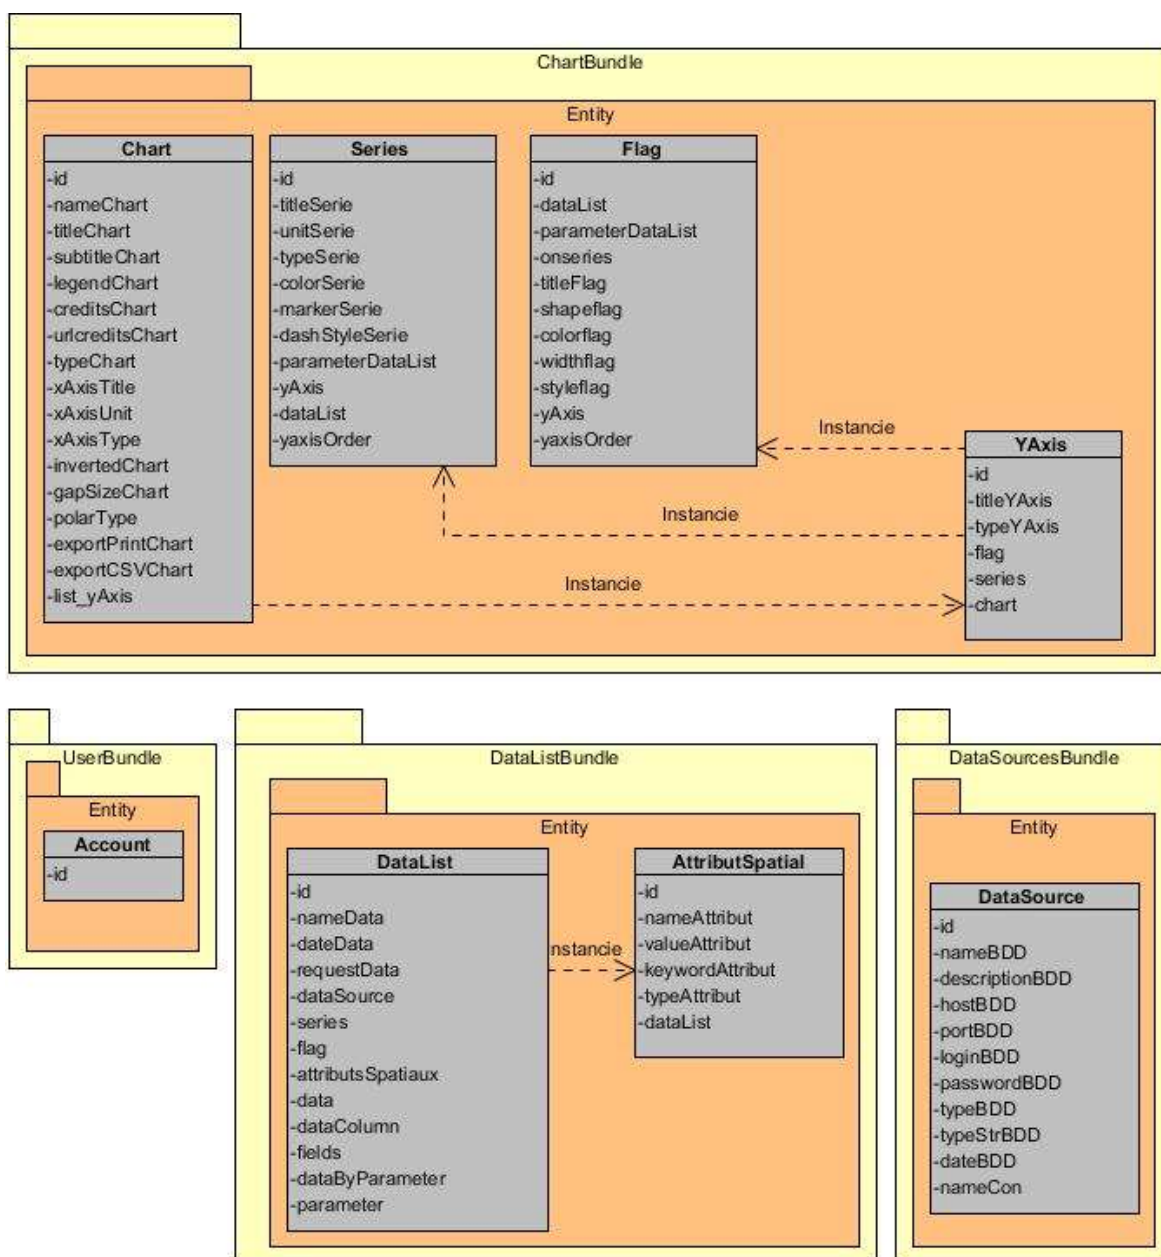 ChartBundle
Entity
Chart
-id
-nameChart
-titleChart
-subtitleChart
-legendChart
-creditsChart
-urlcreditsChart
-typeChart
-xAxisTitle
-xAxisUnit
-xAxisType
-invertedChart
-gapSizeChart
-polarType
-exportPrintChart
-exportCSVChart
-list_yAxis
Series
-id
-titleSerie
-unitSerie
-typeSerie
-colorSerie
-markerSerie
-dashStyleSerie
-parameterDataList
-yAxis
-dataList
-yaxisOrder
Flag
-id
-dataList
-parameterDataList
-onseries
-titleFlag
-shapeflag
-colorflag
-widthflag
-styleflag
-yAxis
-yaxisOrder
Instancie
Instancie
Instancie
YAxis
-id
-titleYAxis
-typeYAxis
-flag
-series
-chart
UserBundle
Entity
Account
-id
DataListBundle
Entity
DataList
-id
-nameData
-dateData
-requestData
-dataSource
-series
-flag
-attributsSpatiaux
-data
-dataColumn
-fields
-dataByParameter
-parameter
nstancie
AttributSpatial
-id
-nameAttribut
-valueAttribut
-keywordAttribut
-typeAttribut
-dataList
DataSourcesBundle
Entity
DataSource
-id
-nameBDD
-descriptionBDD
-hostBDD
-portBDD
-loginBDD
-passwordBDD
-typeBDD
-typeStrBDD
-dateBDD
-nameCon